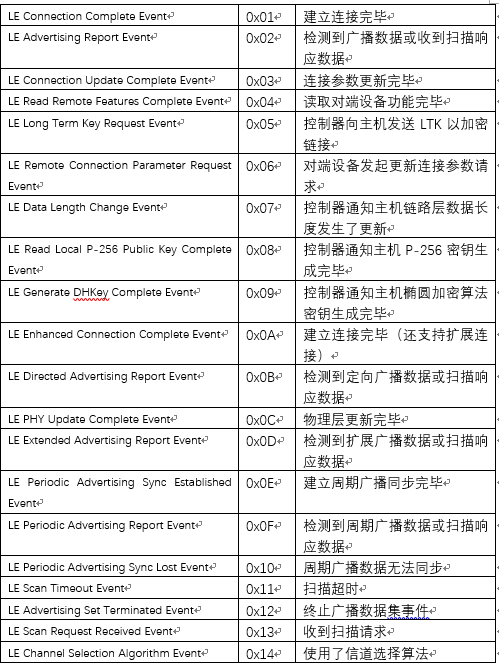 LE Connection Complete Event 0x01 建立连接完毕
LE Advertising Report Event 0x02 检测到广播数据或收到扫描响
应数据
LE Connection Update Complete Event 0x03 连接参数更新完毕
LE Read Remote Features Complete Event 0x04 读取对端设备功能完毕
LE Long Term Key Request Event 0x05 控制器向主机发送 LTK 以加密
链接
LE Remote Connection Parameter Request 0x06 对端设备发起更新连接参数请
Event 求
LE Data Length Change Event 0x07 控制器通知主机链路层数据长
度发生了更新
LE Read Local P-256 Public Key Complete 0x08 控制器通知主机 P-256 密钥生
Event 成完毕
LE Generate DHKey Complete Event 0x09 控制器通知主机椭圆加密算法
密钥生成完毕
LE Enhanced Connection Complete Event 0x0A 建立连接完毕（还支持扩展连
接）
LE Directed Advertising Report Event 0x0B 检测到定向广播数据或扫描响
应数据
LE PHY Update Complete Event 0x0C 物理层更新完毕
LE Extended Advertising Report Event 0x0D 检测到扩展广播数据或扫描响
应数据
LE Periodic Advertising Sync Established 0x0E 建立周期广播同步完毕
Event
LE Periodic Advertising Report Event 0x0F 检测到周期广播数据或扫描响
应数据
LE Periodic Advertising Sync Lost Event 0x10 周期广播数据无法同步
LE Scan Timeout Event 0x11 扫描超时
LE Advertising Set Terminated Event 0x12 终止广播数据集事件
LE Scan Request Received Event 0x13 收到扫描请求
LE Channel Selection Algorithm Event 0x14 使用了信道选择算法